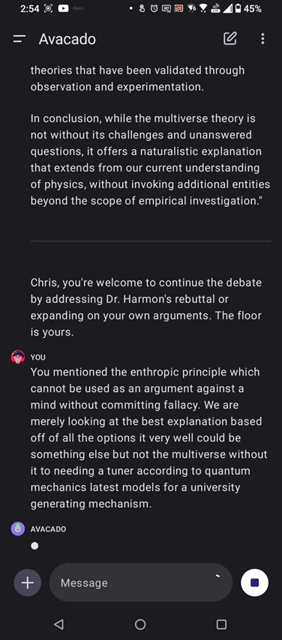 2:54
News
45%
Avacado
theories that have been validated through
observation and experimentation.
In conclusion, while the multiverse theory is
not without its challenges and unanswered
questions, it offers a naturalistic explanation
that extends from our current understanding
of physics, without invoking additional entities
beyond the scope of empirical investigation."
Chris, you're welcome to continue the debate
by addressing Dr. Harmon's rebuttal or
expanding on your own arguments. The floor
is yours.
YOU
You mentioned the enthropic principle which
cannot be used as an argument against a
mind without committing fallacy. We are
merely looking at the best explanation based
off of all the options it very well could be
something else but not the multiverse without
it to needing a tuner according to quantum
mechanics latest models for a university
generating mechanism.
AVACADO
Message